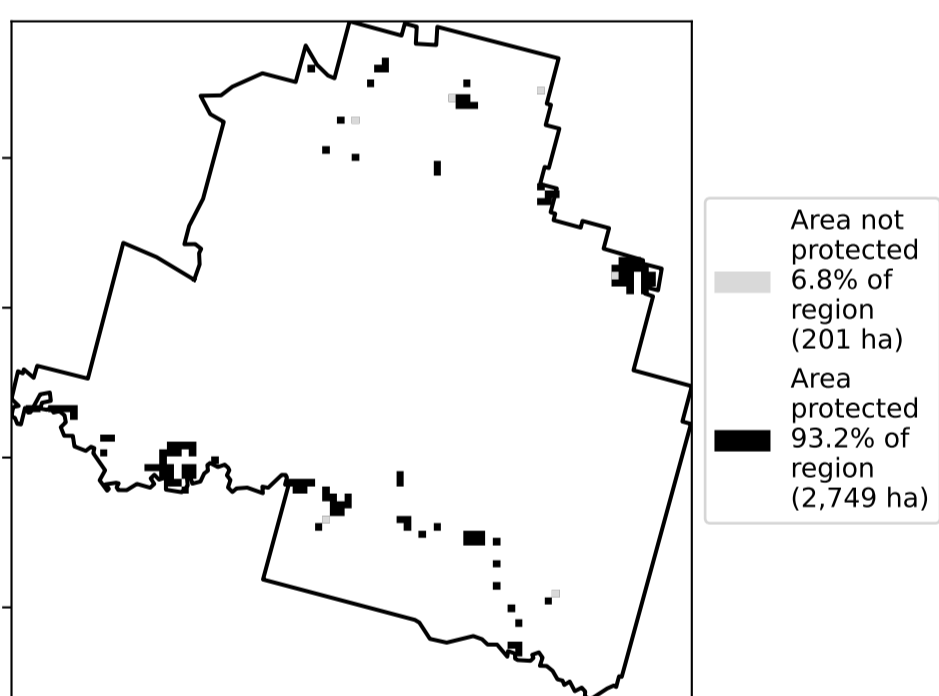 Area not
protected
6.8% of
region
(201 ha)
Area
protected
93.2% of
region
(2,749 ha)